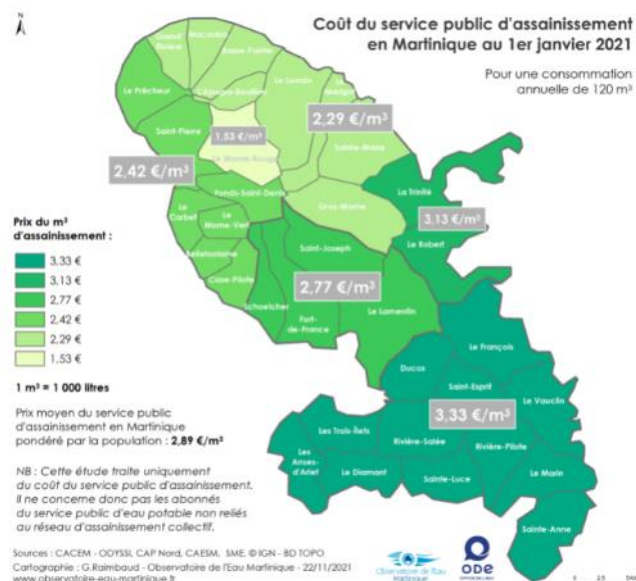 Coût du service public d'assainissement
en Martinique au 1er janvier 2021
Pour une consommation
annuelle de 120 m³
N
Grand'
Rivière
Macouba
Basse-Pointe
Le Prêcheur
L'Ajoupa-Bouillon
Le Lorrain
Le
Marigot
2,29 €/m³
Saint-Pierre
1,53 €/m³
Sainte-Marie
Le Morne-Rouge
2,42 €/m³
Fonds-Saint-Denis
La Trinité
Gros-Morne
3,13 €/m³
Le
Carbet
Le
Morne-Vert
Le Robert
Saint-Joseph
Bellefontaine
2,77 €/m³
Case-Pilote
Schoelcher
Fort-
de-France
Le Lamentin
Le François
Ducos
Saint-Esprit
Le Vauclin
3,33 €/m³
Les Trois-Îlets
Rivière-Salée
Rivière-Pilote
Les
Anses-
d'Arlet
Le Diamant
Sainte-Luce
Le Marin
Sainte-Anne
Prix du m³
d'assainissement :
3,33 €
3,13 €
2,77 €
2,42 €
2,29 €
1,53 €
1 m³ = 1 000 litres
Prix moyen du service public
d'assainissement en Martinique
pondéré par la population : 2,89 €/m³
NB : Cette étude traite uniquement
du coût du service public d'assainissement.
Il ne concerne donc pas les abonnés
du service public d'eau potable non reliés
au réseau d'assainissement collectif.
Sources : CACEM - ODYSSI, CAP Nord, CAESM, SME, © IGN - BD TOPO
Cartographie : G.Raimbaud - Observatoire de l'Eau Martinique - 22/11/2021
www.observatoire-eau-martinique.fr
Observatoire de l'Eau
Martinique
ODE
0